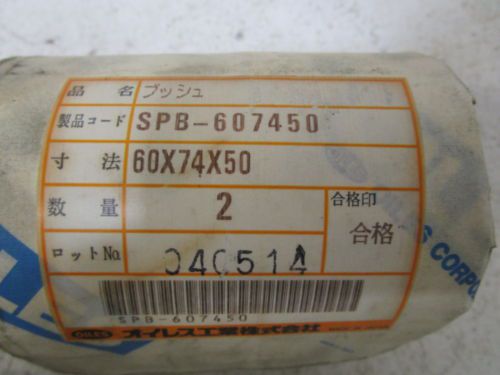 品名 ブッシュ
製品コード SPB-607450
寸法 60X74X50
数量 2 合格印
合格
ロットNo. 040514
SPB-607450
OILES オイレス工業株式会社
OILES CORPO